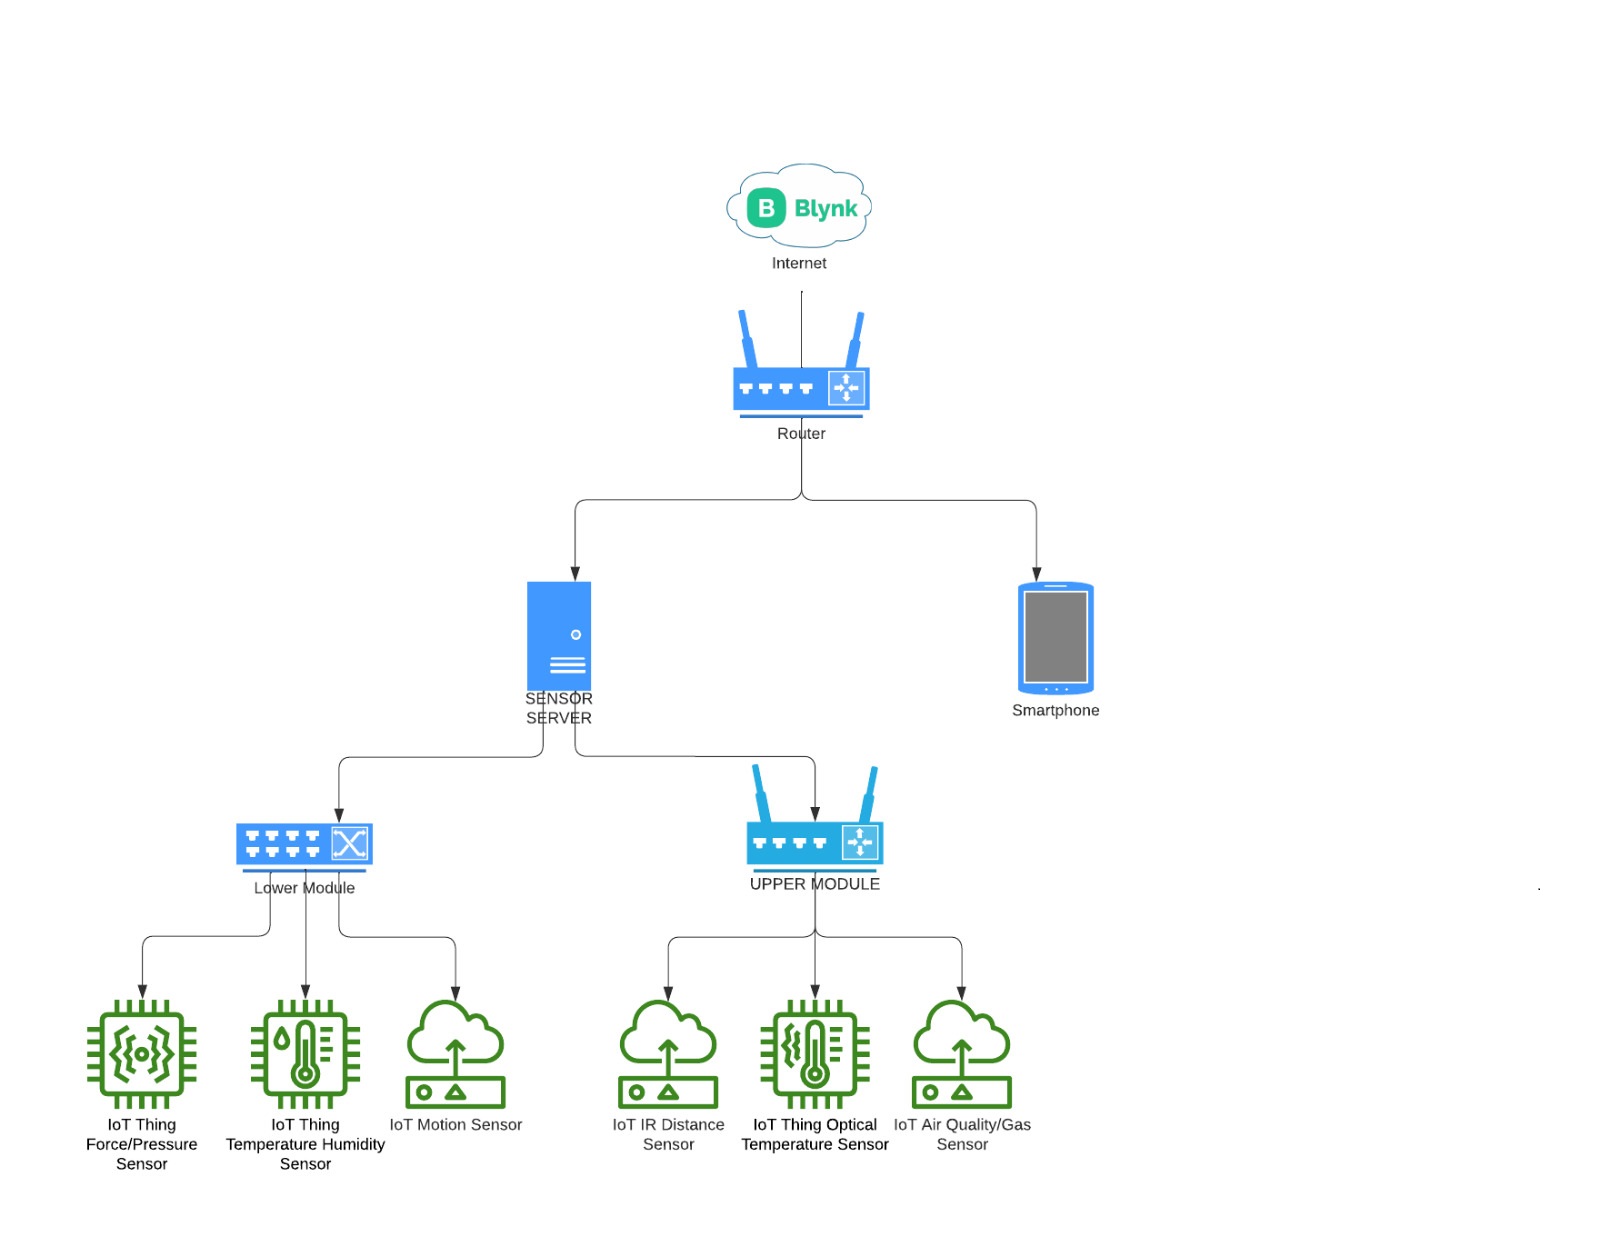 B Blynk
Internet
Router
SENSOR
SERVER
Smartphone
Lower Module
UPPER MODULE
IoT Thing
Force/Pressure
Sensor
IoT Thing
Temperature Humidity
Sensor
IoT Motion Sensor
IoT IR Distance
Sensor
IoT Thing Optical
Temperature Sensor
IoT Air Quality/Gas
Sensor